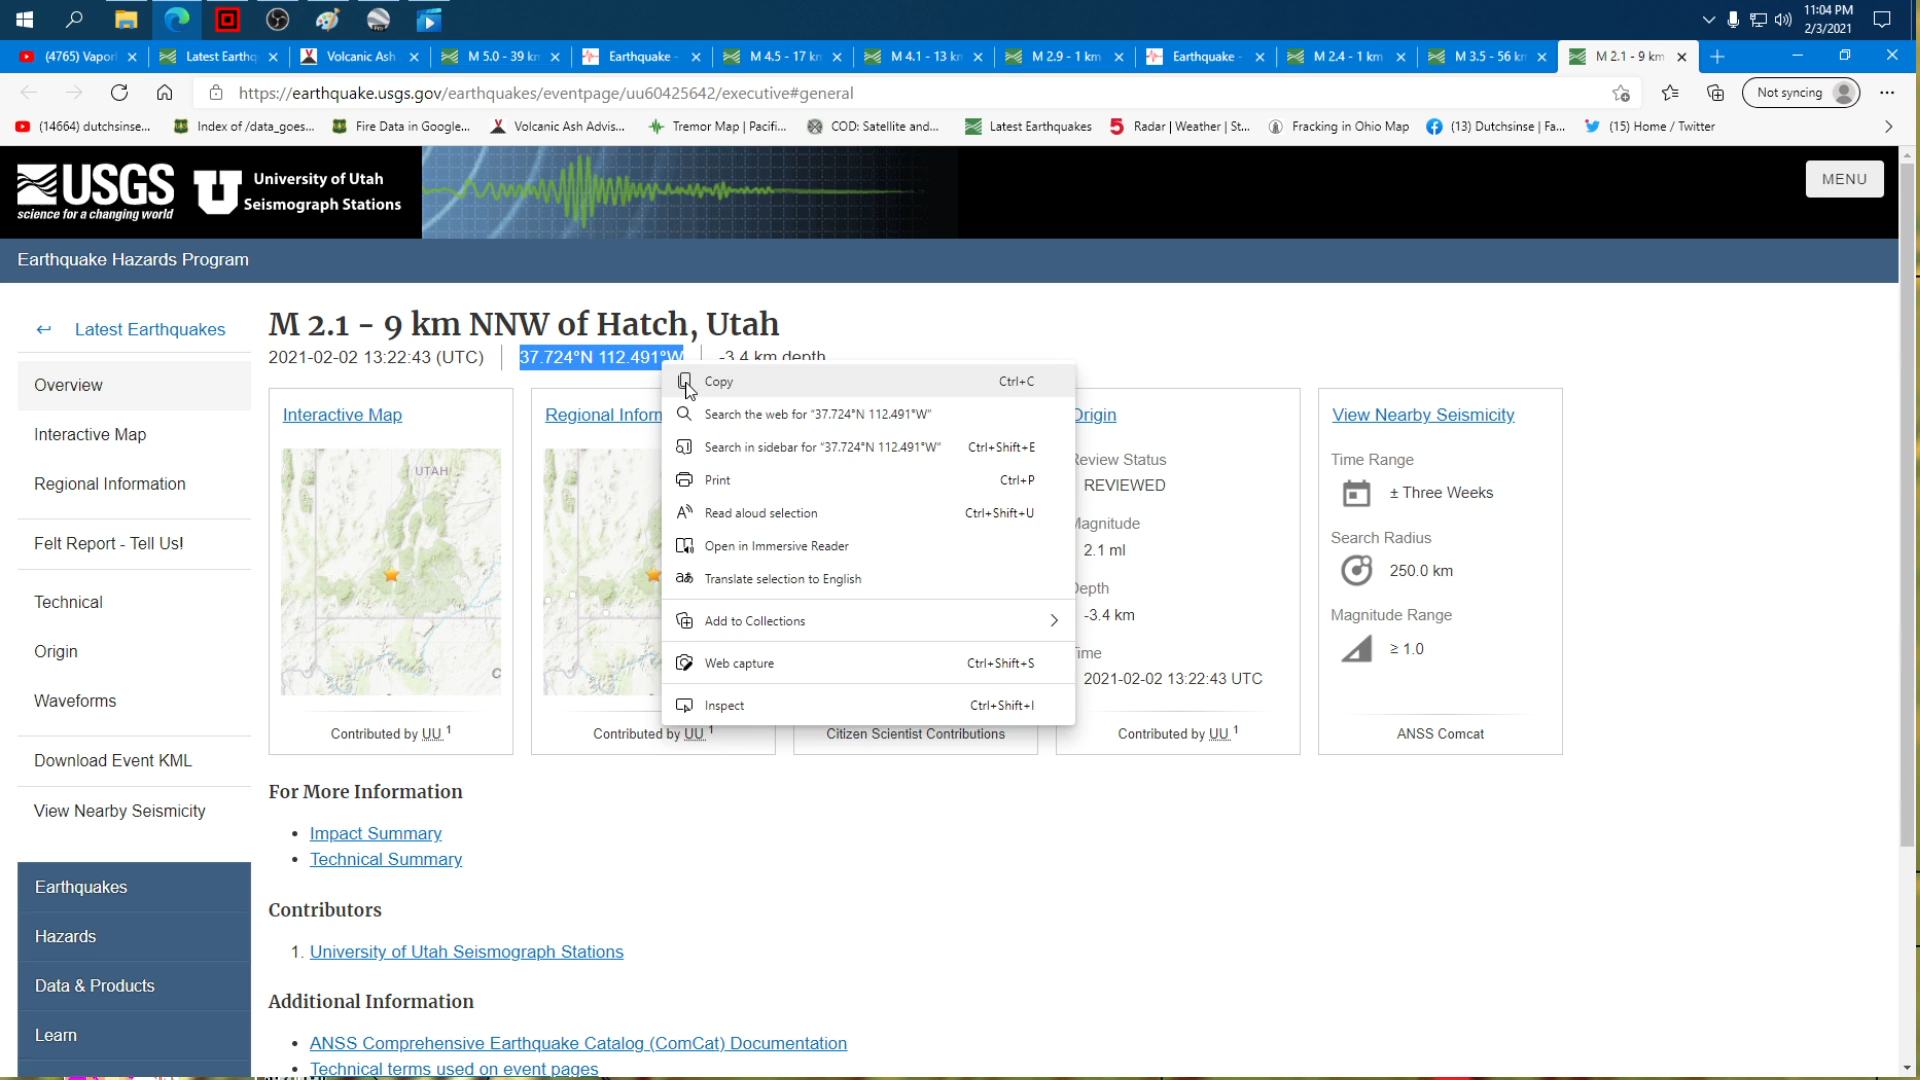 11:04 PM
2/3/2021
(4765) Vapor
Latest Earthq
Volcanic Ash
M 5.0 - 39 k
Earthquake -
M 4.5 - 17 k
M 4.1 - 13 k
M 2.9 - 1 km
Earthquake -
M 2.4 - 1 km
M 3.5 - 56 k
M 2.1 - 9 km
https://earthquake.usgs.gov/earthquakes/eventpage/uu60425642/executive#general
Not syncing
(14664) dutchsinse...
Index of /data_goes...
Fire Data in Google...
Volcanic Ash Advis...
Tremor Map | Pacifi...
COD: Satellite and...
Latest Earthquakes
5 Radar | Weather | St...
Fracking in Ohio Map
(13) Dutchsinse | Fa...
(15) Home / Twitter
USGS
science for a changing world
U University of Utah
Seismograph Stations
MENU
Earthquake Hazards Program
Latest Earthquakes
Overview
Interactive Map
Regional Information
Felt Report - Tell Us!
Technical
Origin
Waveforms
Download Event KML
View Nearby Seismicity
Earthquakes
Hazards
Data & Products
Learn
M 2.1 - 9 km NNW of Hatch, Utah
2021-02-02 13:22:43 (UTC)
37.724°N 112.491°W
-3.4 km depth
Interactive Map
UTAH
C
Contributed by UU 1
Regional Inform
Contributed by UU 1
Copy Ctrl+C
Search the web for "37.724°N 112.491°W"
Search in sidebar for "37.724°N 112.491°W" Ctrl+Shift+E
Print Ctrl+P
Read aloud selection Ctrl+Shift+U
Open in Immersive Reader
Translate selection to English
Add to Collections
Web capture Ctrl+Shift+S
Inspect Ctrl+Shift+I
Citizen Scientist Contributions
Origin
Review Status
REVIEWED
Magnitude
2.1 ml
Depth
-3.4 km
Time
2021-02-02 13:22:43 UTC
Contributed by UU 1
View Nearby Seismicity
Time Range
± Three Weeks
Search Radius
250.0 km
Magnitude Range
≥ 1.0
ANSS Comcat
For More Information
• Impact Summary
• Technical Summary
Contributors
1. University of Utah Seismograph Stations
Additional Information
• ANSS Comprehensive Earthquake Catalog (ComCat) Documentation
• Technical terms used on event pages